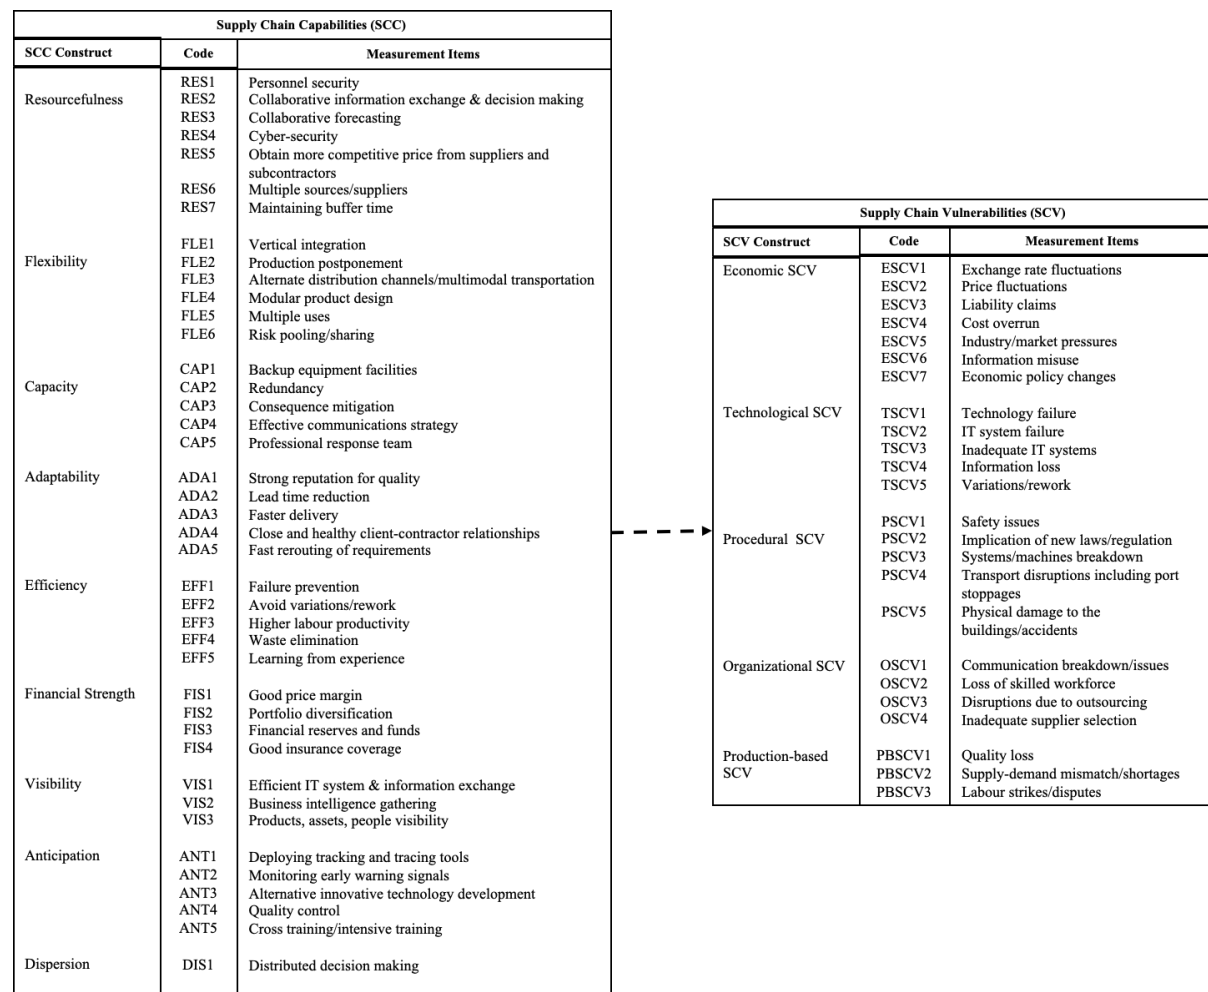 Supply Chain Capabilities (SCC)
SCC Construct Code Measurement Items
RES1 Personnel security
Resourcefulness RES2 Collaborative information exchange & decision making
RES3 Collaborative forecasting
RES4 Cyber-security
RES5 Obtain more competitive price from suppliers and
subcontractors
RES6 Multiple sources/suppliers
RES7 Maintaining buffer time
FLE1 Vertical integration
Flexibility FLE2 Production postponement
FLE3 Alternate distribution channels/multimodal transportation
FLE4 Modular product design
FLE5 Multiple uses
FLE6 Risk pooling/sharing
CAP1 Backup equipment facilities
Capacity CAP2 Redundancy
CAP3 Consequence mitigation
CAP4 Effective communications strategy
CAP5 Professional response team
Adaptability ADA1 Strong reputation for quality
ADA2 Lead time reduction
ADA3 Faster delivery
ADA4 Close and healthy client-contractor relationships
ADA5 Fast rerouting of requirements
Efficiency EFF1 Failure prevention
EFF2 Avoid variations/rework
EFF3 Higher labour productivity
EFF4 Waste elimination
EFF5 Learning from experience
Financial Strength FIS1 Good price margin
FIS2 Portfolio diversification
FIS3 Financial reserves and funds
FIS4 Good insurance coverage
Visibility VIS1 Efficient IT system & information exchange
VIS2 Business intelligence gathering
VIS3 Products, assets, people visibility
Anticipation ANT1 Deploying tracking and tracing tools
ANT2 Monitoring early warning signals
ANT3 Alternative innovative technology development
ANT4 Quality control
ANT5 Cross training/intensive training
Dispersion DIS1 Distributed decision making
Supply Chain Vulnerabilities (SCV)
SCV Construct Code Measurement Items
Economic SCV ESCV1 Exchange rate fluctuations
ESCV2 Price fluctuations
ESCV3 Liability claims
ESCV4 Cost overrun
ESCV5 Industry/market pressures
ESCV6 Information misuse
ESCV7 Economic policy changes
Technological SCV TSCV1 Technology failure
TSCV2 IT system failure
TSCV3 Inadequate IT systems
TSCV4 Information loss
TSCV5 Variations/rework
PSCV1 Safety issues
Procedural SCV PSCV2 Implication of new laws/regulation
PSCV3 Systems/machines breakdown
PSCV4 Transport disruptions including port
stoppages
PSCV5 Physical damage to the
buildings/accidents
Organizational SCV OSCV1 Communication breakdown/issues
OSCV2 Loss of skilled workforce
OSCV3 Disruptions due to outsourcing
OSCV4 Inadequate supplier selection
Production-based PBSCV1 Quality loss
SCV PBSCV2 Supply-demand mismatch/shortages
PBSCV3 Labour strikes/disputes